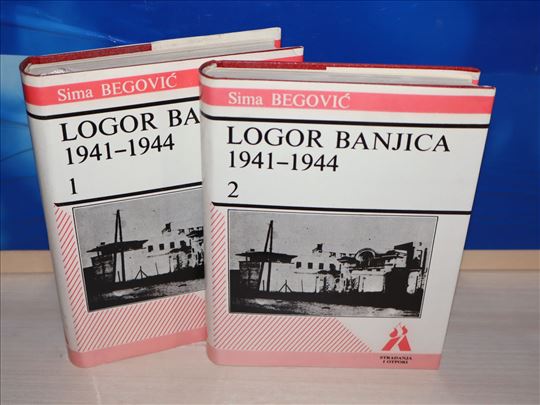 Sima BEGOVIĆ
LOGOR BA
1941-1944
1
Sima BEGOVIĆ
LOGOR BANJICA
1941-1944
2
STRADANJA
I OTPORI